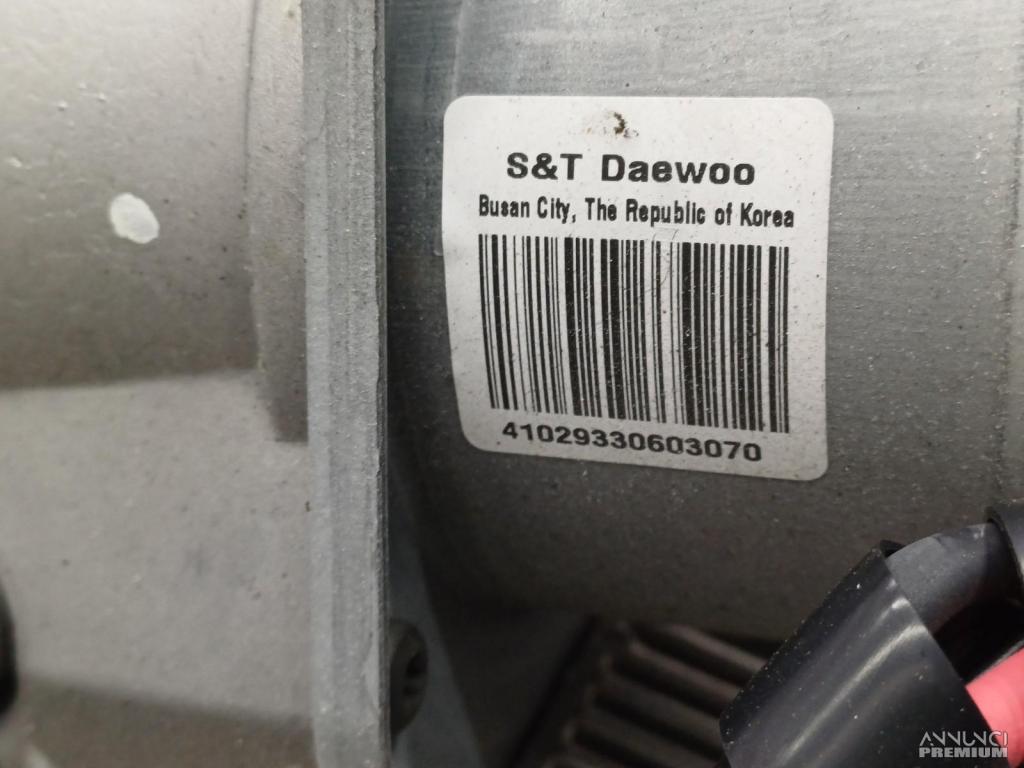 S&T Daewoo
Busan City, The Republic of Korea
41029330603070
ANNUNCI
PREMIUM